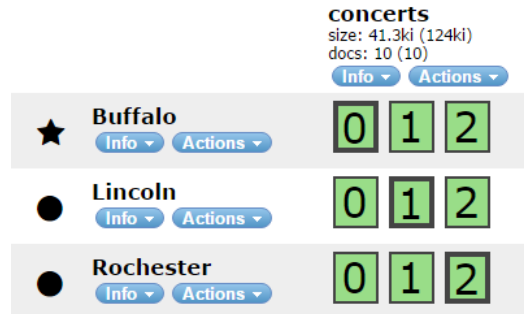 concerts
size: 41.3ki (124ki)
docs: 10 (10)
Info Actions
Buffalo
Info Actions
0 1 2
Lincoln
Info Actions
0 1 2
Rochester
Info Actions
0 1 2